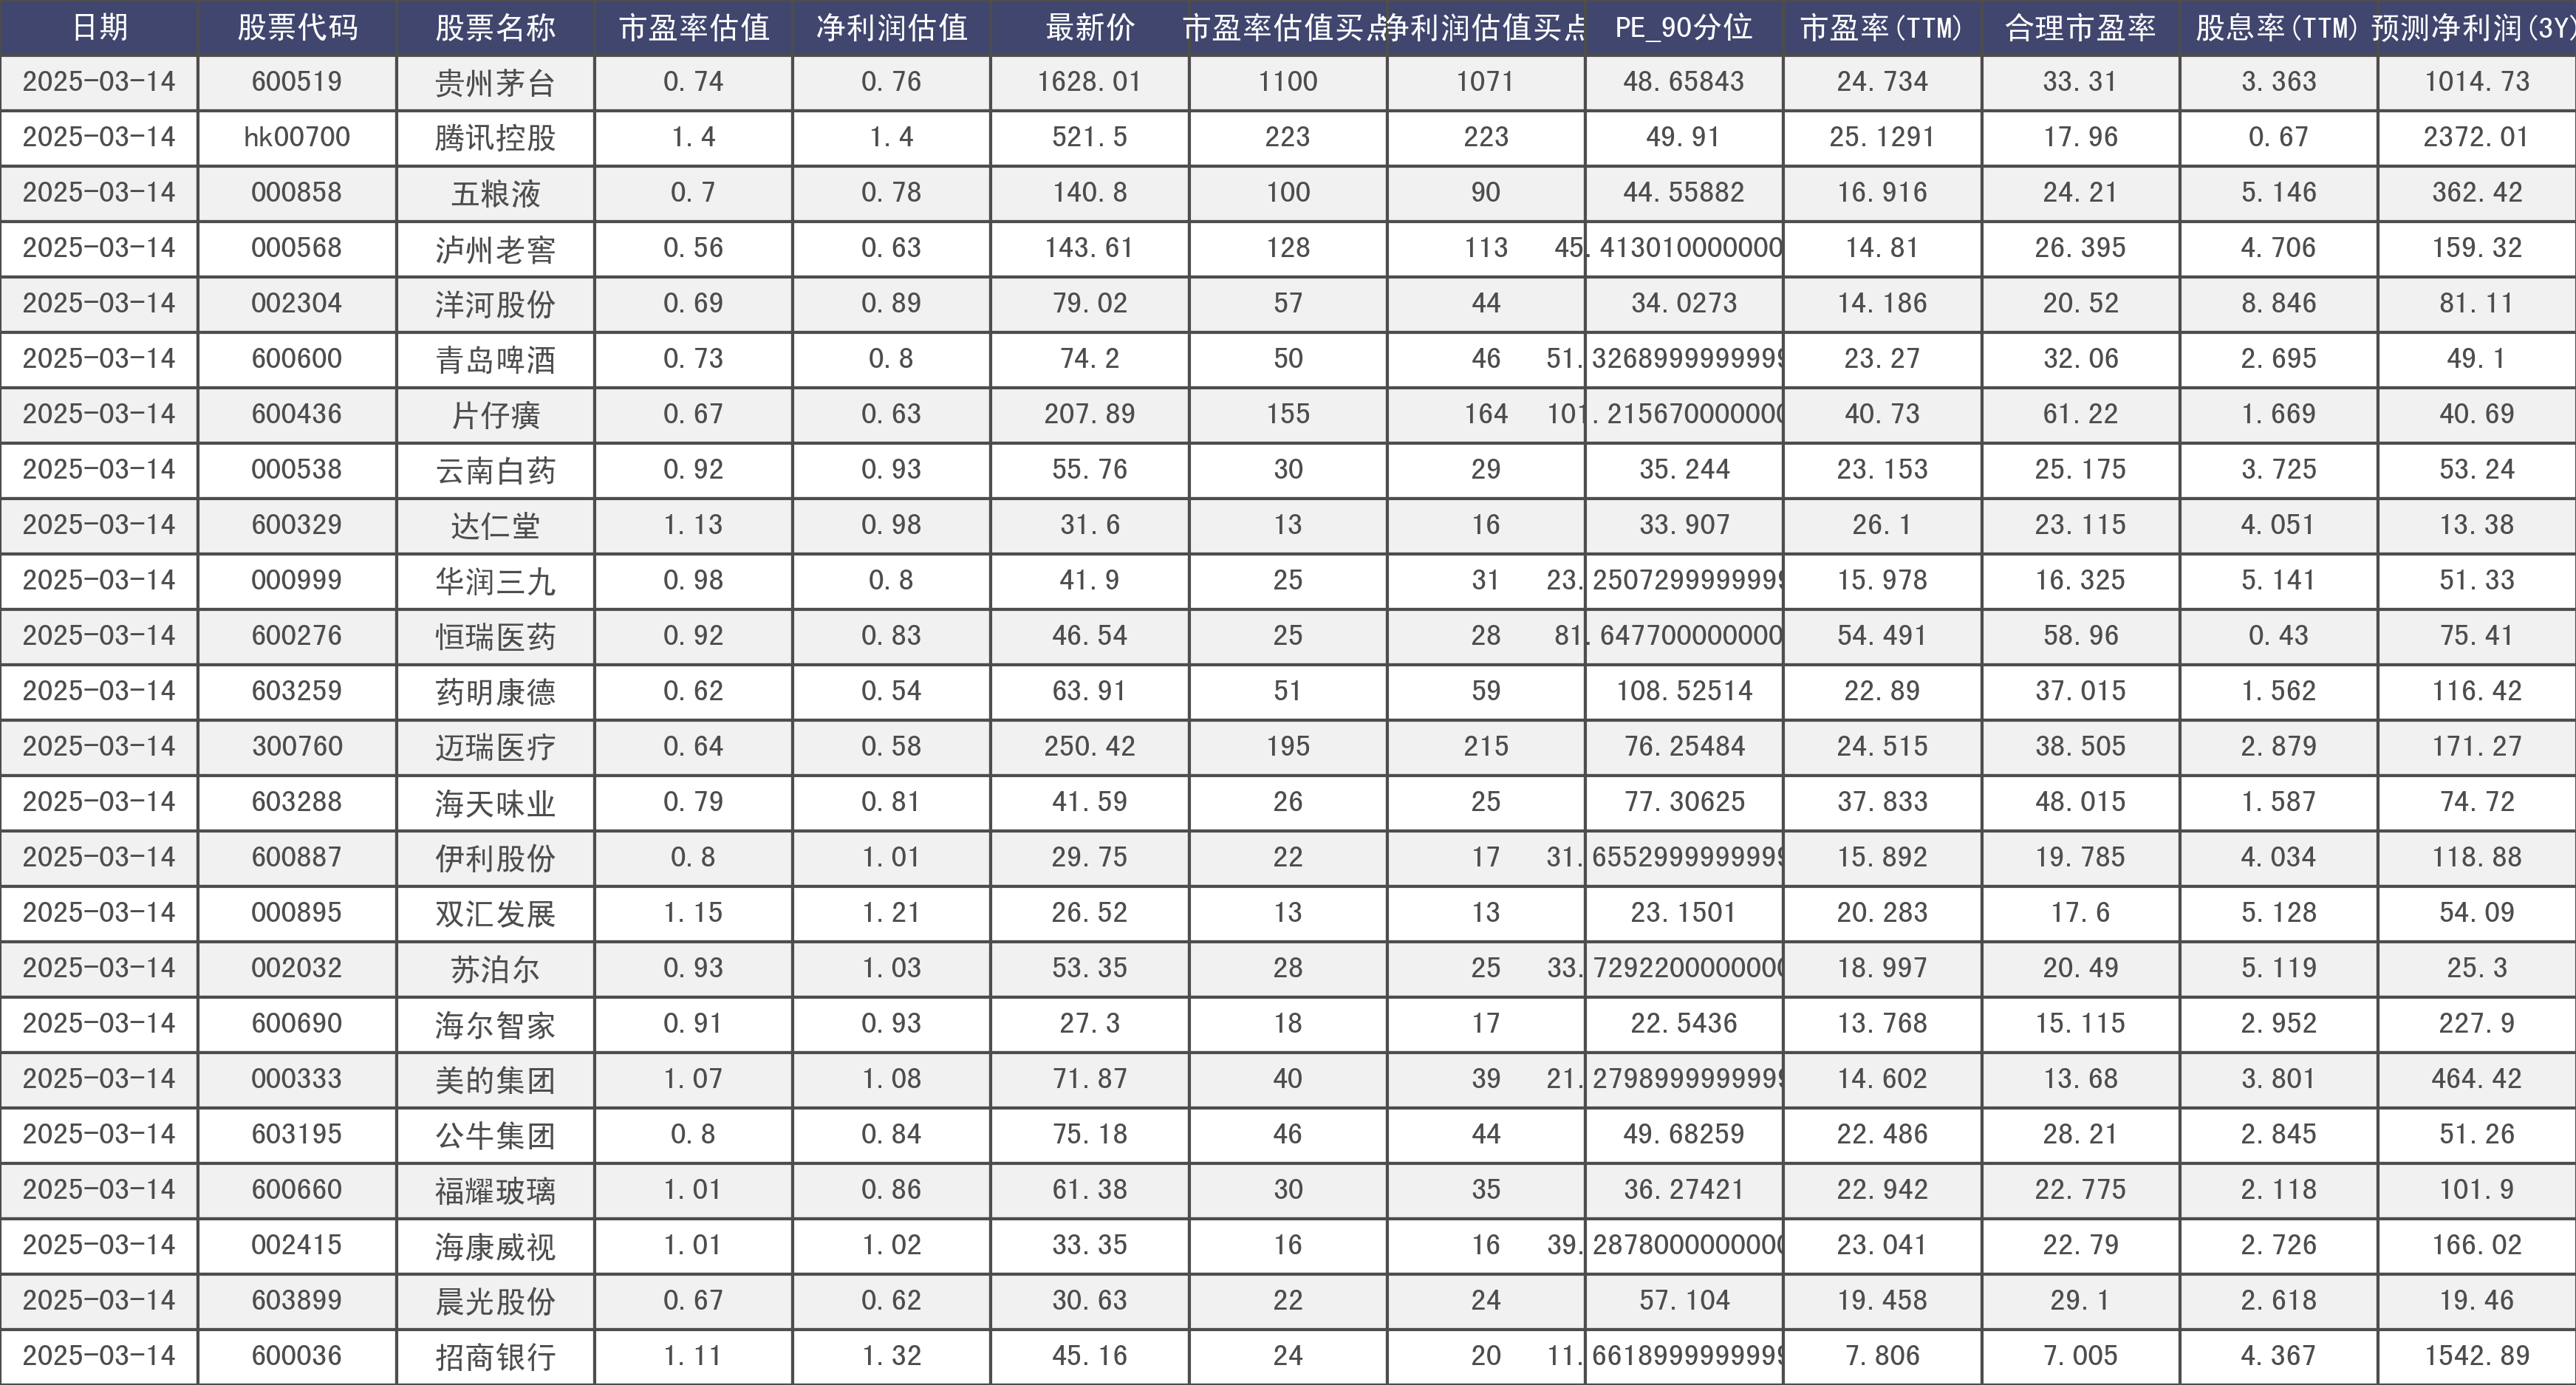 日期 股票代码 股票名称 市盈率估值 净利润估值 最新价 市盈率估值买点 净利润估值买点 PE_90分位 市盈率(TTM) 合理市盈率 股息率(TTM) 预测净利润(3Y)
2025-03-14 600519 贵州茅台 0.74 0.76 1628.01 1100 1071 48.65843 24.734 33.31 3.363 1014.73
2025-03-14 hk00700 腾讯控股 1.4 1.4 521.5 223 223 49.91 25.1291 17.96 0.67 2372.01
2025-03-14 000858 五粮液 0.7 0.78 140.8 100 90 44.55882 16.916 24.21 5.146 362.42
2025-03-14 000568 泸州老窖 0.56 0.63 143.61 128 113 45.413010000000 14.81 26.395 4.706 159.32
2025-03-14 002304 洋河股份 0.69 0.89 79.02 57 44 34.0273 14.186 20.52 8.846 81.11
2025-03-14 600600 青岛啤酒 0.73 0.8 74.2 50 46 51.3268999999999 23.27 32.06 2.695 49.1
2025-03-14 600436 片仔癀 0.67 0.63 207.89 155 164 101.215670000000 40.73 61.22 1.669 40.69
2025-03-14 000538 云南白药 0.92 0.93 55.76 30 29 35.244 23.153 25.175 3.725 53.24
2025-03-14 600329 达仁堂 1.13 0.98 31.6 13 16 33.907 26.1 23.115 4.051 13.38
2025-03-14 000999 华润三九 0.98 0.8 41.9 25 31 23.2507299999999 15.978 16.325 5.141 51.33
2025-03-14 600276 恒瑞医药 0.92 0.83 46.54 25 28 81.647700000000 54.491 58.96 0.43 75.41
2025-03-14 603259 药明康德 0.62 0.54 63.91 51 59 108.52514 22.89 37.015 1.562 116.42
2025-03-14 300760 迈瑞医疗 0.64 0.58 250.42 195 215 76.25484 24.515 38.505 2.879 171.27
2025-03-14 603288 海天味业 0.79 0.81 41.59 26 25 77.30625 37.833 48.015 1.587 74.72
2025-03-14 600887 伊利股份 0.8 1.01 29.75 22 17 31.6552999999999 15.892 19.785 4.034 118.88
2025-03-14 000895 双汇发展 1.15 1.21 26.52 13 13 23.1501 20.283 17.6 5.128 54.09
2025-03-14 002032 苏泊尔 0.93 1.03 53.35 28 25 33.7292200000000 18.997 20.49 5.119 25.3
2025-03-14 600690 海尔智家 0.91 0.93 27.3 18 17 22.5436 13.768 15.115 2.952 227.9
2025-03-14 000333 美的集团 1.07 1.08 71.87 40 39 21.2798999999999 14.602 13.68 3.801 464.42
2025-03-14 603195 公牛集团 0.8 0.84 75.18 46 44 49.68259 22.486 28.21 2.845 51.26
2025-03-14 600660 福耀玻璃 1.01 0.86 61.38 30 35 36.27421 22.942 22.775 2.118 101.9
2025-03-14 002415 海康威视 1.01 1.02 33.35 16 16 39.2878000000000 23.041 22.79 2.726 166.02
2025-03-14 603899 晨光股份 0.67 0.62 30.63 22 24 57.104 19.458 29.1 2.618 19.46
2025-03-14 600036 招商银行 1.11 1.32 45.16 24 20 11.6618999999999 7.806 7.005 4.367 1542.89